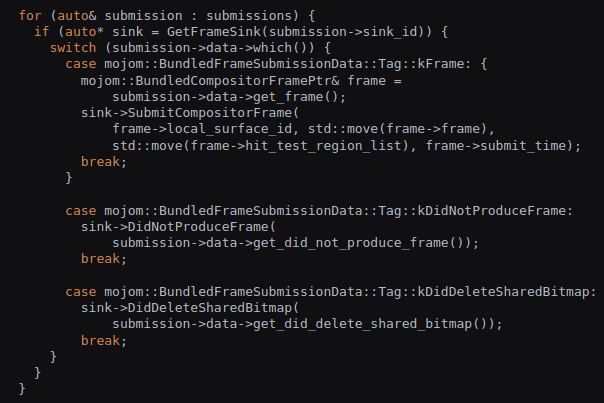 for (auto& submission : submissions) {
  if (auto* sink = GetFrameSink(submission->sink_id)) {
    switch (submission->data->which()) {
      case mojom::BundledFrameSubmissionData::Tag::kFrame: {
        mojom::BundledCompositorFramePtr& frame =
            submission->data->get_frame();
        sink->SubmitCompositorFrame(
            frame->local_surface_id, std::move(frame->frame),
            std::move(frame->hit_test_region_list), frame->submit_time);
        break;
      }

      case mojom::BundledFrameSubmissionData::Tag::kDidNotProduceFrame:
        sink->DidNotProduceFrame(
            submission->data->get_did_not_produce_frame());
        break;

      case mojom::BundledFrameSubmissionData::Tag::kDidDeleteSharedBitmap:
        sink->DidDeleteSharedBitmap(
            submission->data->get_did_delete_shared_bitmap());
        break;
    }
  }
}